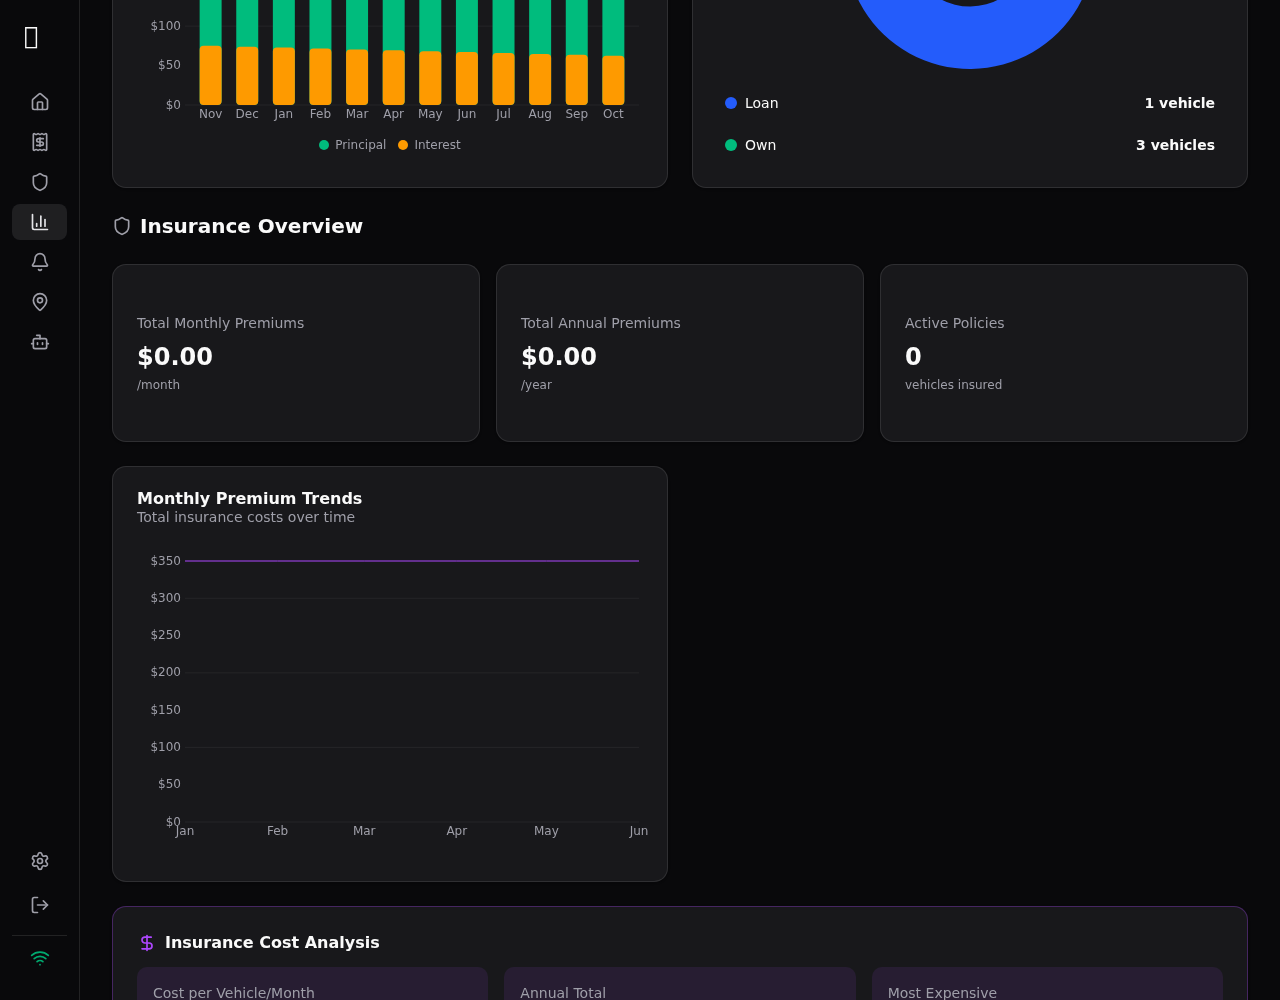 $100
$50
$0
Nov Dec Jan Feb Mar Apr May Jun Jul Aug Sep Oct
Principal Interest
Loan 1 vehicle
Own 3 vehicles
Insurance Overview
Total Monthly Premiums
$0.00
/month
Total Annual Premiums
$0.00
/year
Active Policies
0
vehicles insured
Monthly Premium Trends
Total insurance costs over time
$350
$300
$250
$200
$150
$100
$50
$0
Jan Feb Mar Apr May Jun
Insurance Cost Analysis
Cost per Vehicle/Month
Annual Total
Most Expensive